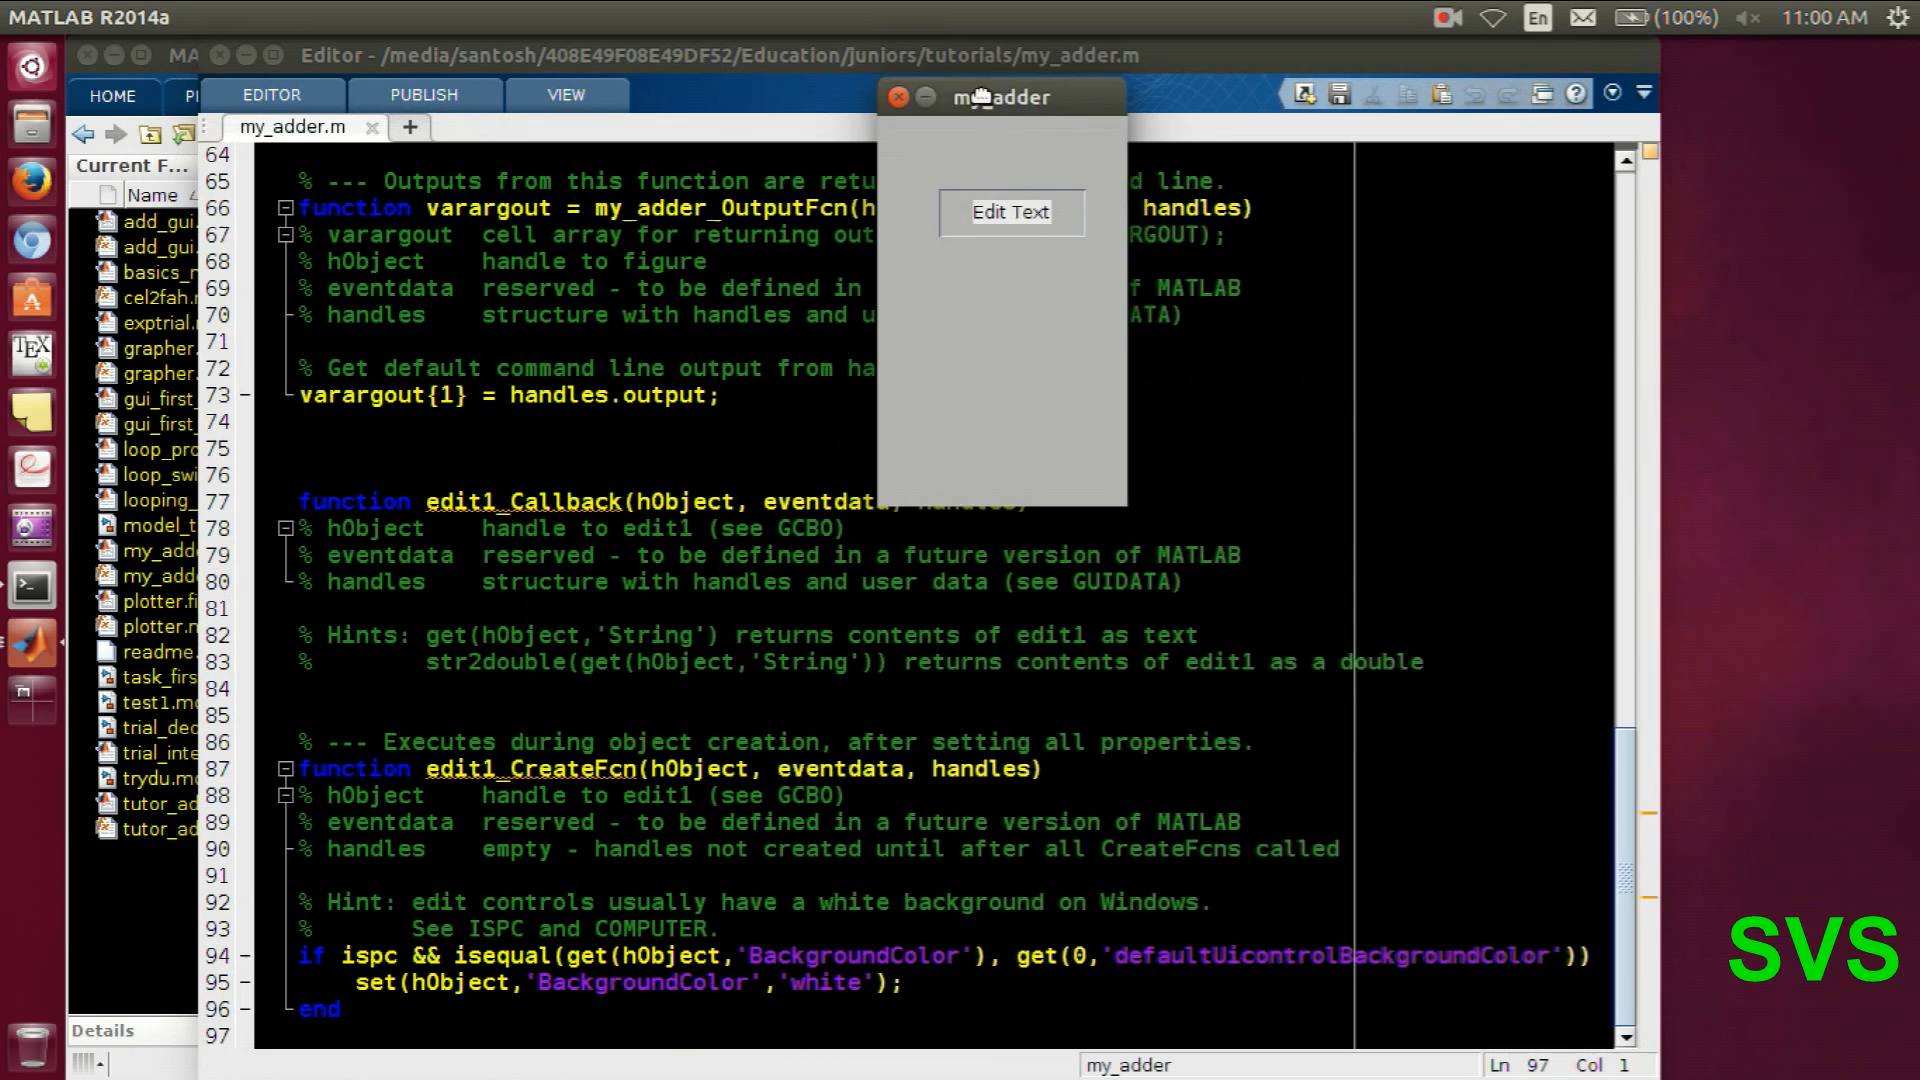 MATLAB R2014a
En
(100%)
11:00 AM
MA
Editor - /media/santosh/408E49F08E49DF52/Education/juniors/tutorials/my_adder.m
HOME
EDITOR
PUBLISH
VIEW
my_adder.m
Current F...
Name
add_gui.
add_gui.
basics_
cel2fah.
exptrial.
grapher.
grapher.
gui_first_
gui_first_
loop_pro
loop_swi
looping_
model_t
my_add
my_add
plotter.fi
plotter.
readme.
task_firs
test1.m
trial_dec
trial_inte
trydu.m
tutor_ad
tutor_ad
Details
64
65 % --- Outputs from this function are retu d line.
66 function varargout = my_adder_OutputFcn(h handles)
67 % varargout cell array for returning out RGOUT);
68 % hObject handle to figure
69 % eventdata reserved - to be defined in f MATLAB
70 % handles structure with handles and u ATA)
71
72 % Get default command line output from ha
73 varargout{1} = handles.output;
74
75
76
77 function edit1_Callback(hObject, eventdata, handles)
78 % hObject handle to edit1 (see GCBO)
79 % eventdata reserved - to be defined in a future version of MATLAB
80 % handles structure with handles and user data (see GUIDATA)
81
82 % Hints: get(hObject,'String') returns contents of edit1 as text
83 % str2double(get(hObject,'String')) returns contents of edit1 as a double
84
85
86 % --- Executes during object creation, after setting all properties.
87 function edit1_CreateFcn(hObject, eventdata, handles)
88 % hObject handle to edit1 (see GCBO)
89 % eventdata reserved - to be defined in a future version of MATLAB
90 % handles empty - handles not created until after all CreateFcns called
91
92 % Hint: edit controls usually have a white background on Windows.
93 % See ISPC and COMPUTER.
94 if ispc && isequal(get(hObject,'BackgroundColor'), get(0,'defaultUicontrolBackgroundColor'))
95 set(hObject,'BackgroundColor','white');
96 end
97
my_adder
Edit Text
SVS
my_adder
Ln 97 Col 1